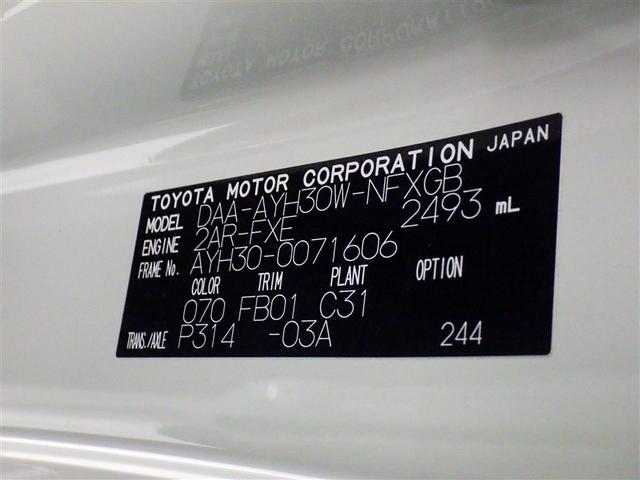 TOYOTA MOTOR CORPORATION JAPAN
MODEL DAA-AYH30W-NFXGB
ENGINE 2AR-FXE 2493 mL
FRAME No. AYH30-0071606
COLOR TRIM PLANT OPTION
070 FB01 C31
TRANS./AXLE P314 -03A 244